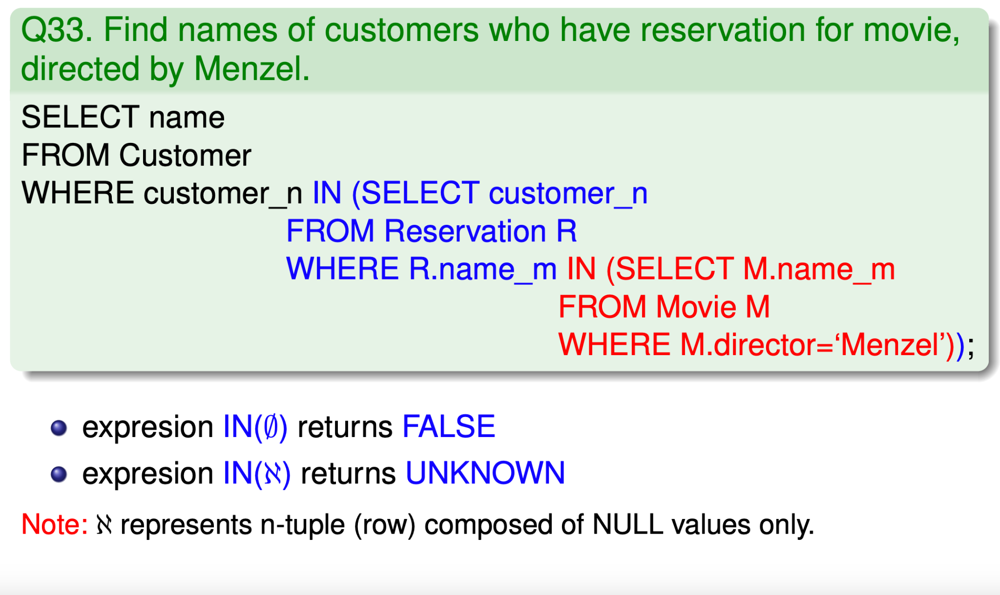 Q33. Find names of customers who have reservation for movie,
directed by Menzel.
SELECT name
FROM Customer
WHERE customer_n IN (SELECT customer_n
FROM Reservation R
WHERE R.name_m IN (SELECT M.name_m
FROM Movie M
WHERE M.director=‘Menzel’));
expresion IN(∅) returns FALSE
expresion IN(ℵ) returns UNKNOWN
Note: ℵ represents n-tuple (row) composed of NULL values only.